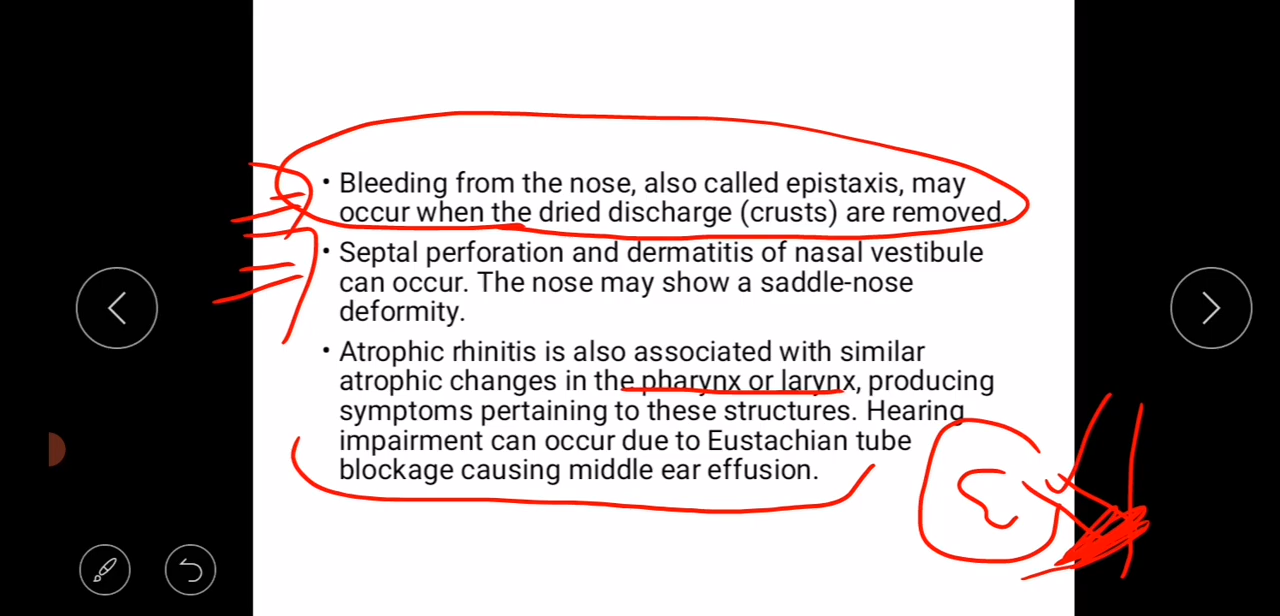 • Bleeding from the nose, also called epistaxis, may
occur when the dried discharge (crusts) are removed.
• Septal perforation and dermatitis of nasal vestibule
can occur. The nose may show a saddle-nose
deformity.
• Atrophic rhinitis is also associated with similar
atrophic changes in the pharynx or larynx, producing
symptoms pertaining to these structures. Hearing
impairment can occur due to Eustachian tube
blockage causing middle ear effusion.